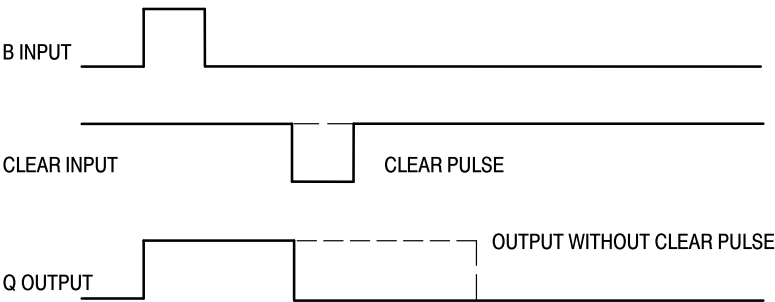 B INPUT
CLEAR INPUT
CLEAR PULSE
OUTPUT WITHOUT CLEAR PULSE
Q OUTPUT